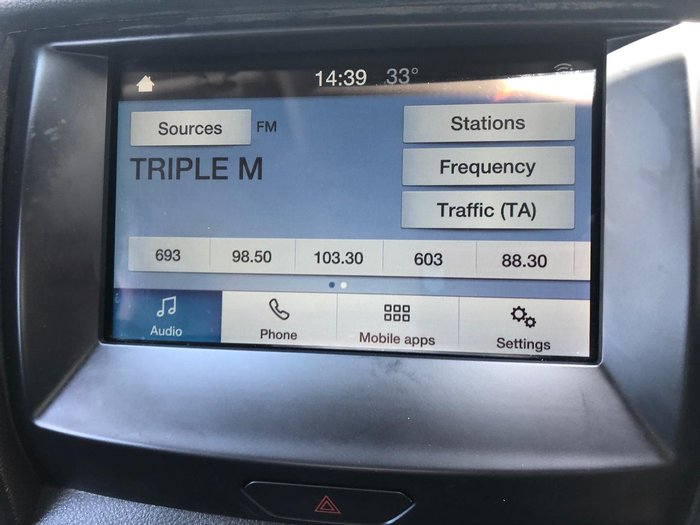 14:39 33°
Sources FM Stations
TRIPLE M Frequency
Traffic (TA)
693 98.50 103.30 603 88.30
Audio Phone Mobile apps Settings